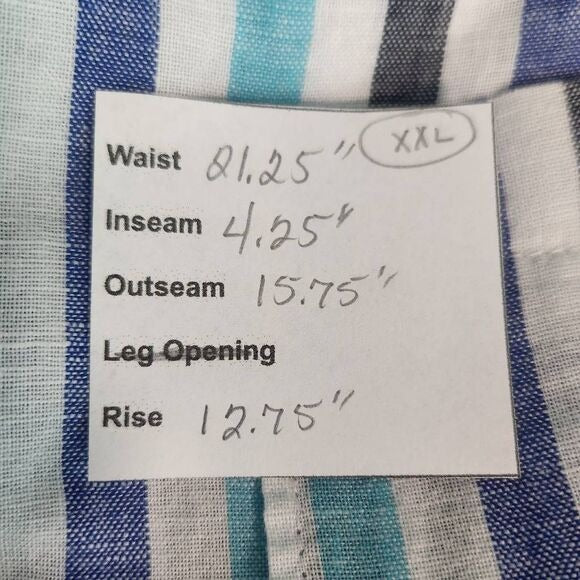 Waist 21.25" XXL
Inseam 4.25"
Outseam 15.75"
Leg Opening
Rise 12.75"